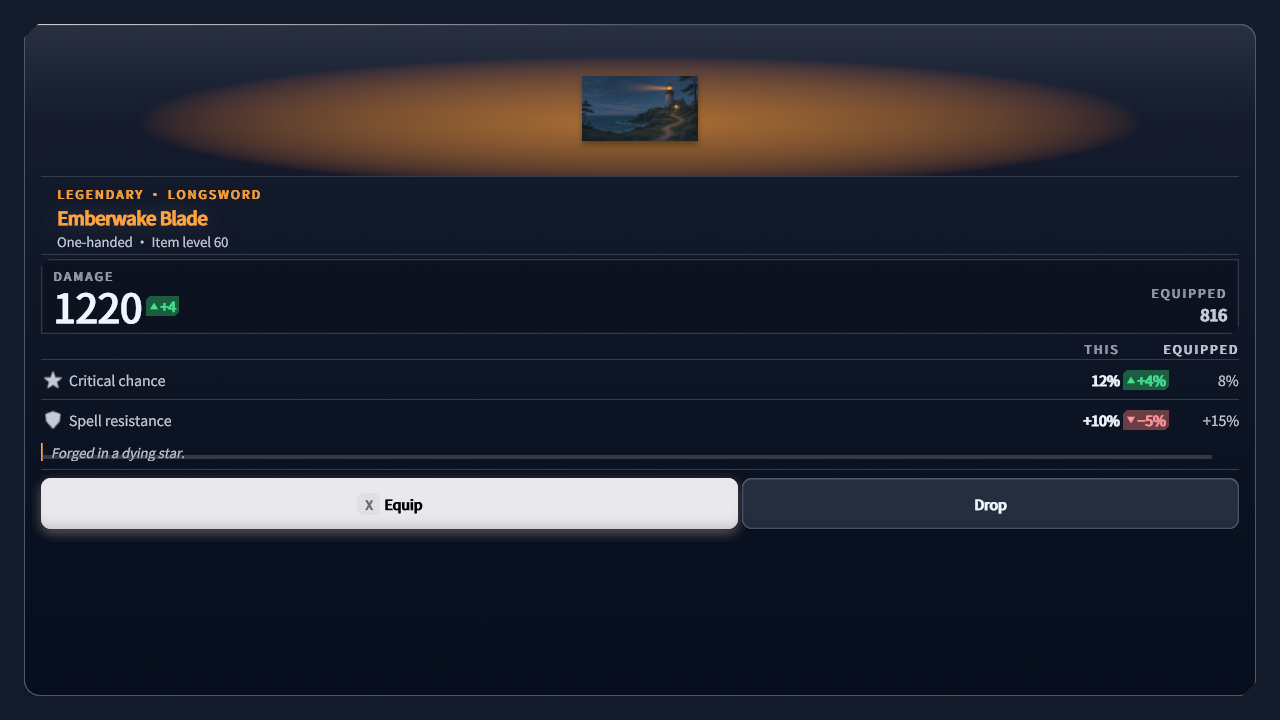 LEGENDARY • LONGSWORD
Emberwake Blade
One-handed • Item level 60
DAMAGE
1220 ▲+4
EQUIPPED
816
THIS EQUIPPED
Critical chance 12% ▲+4% 8%
Spell resistance +10% ▼−5% +15%
Forged in a dying star.
X Equip
Drop